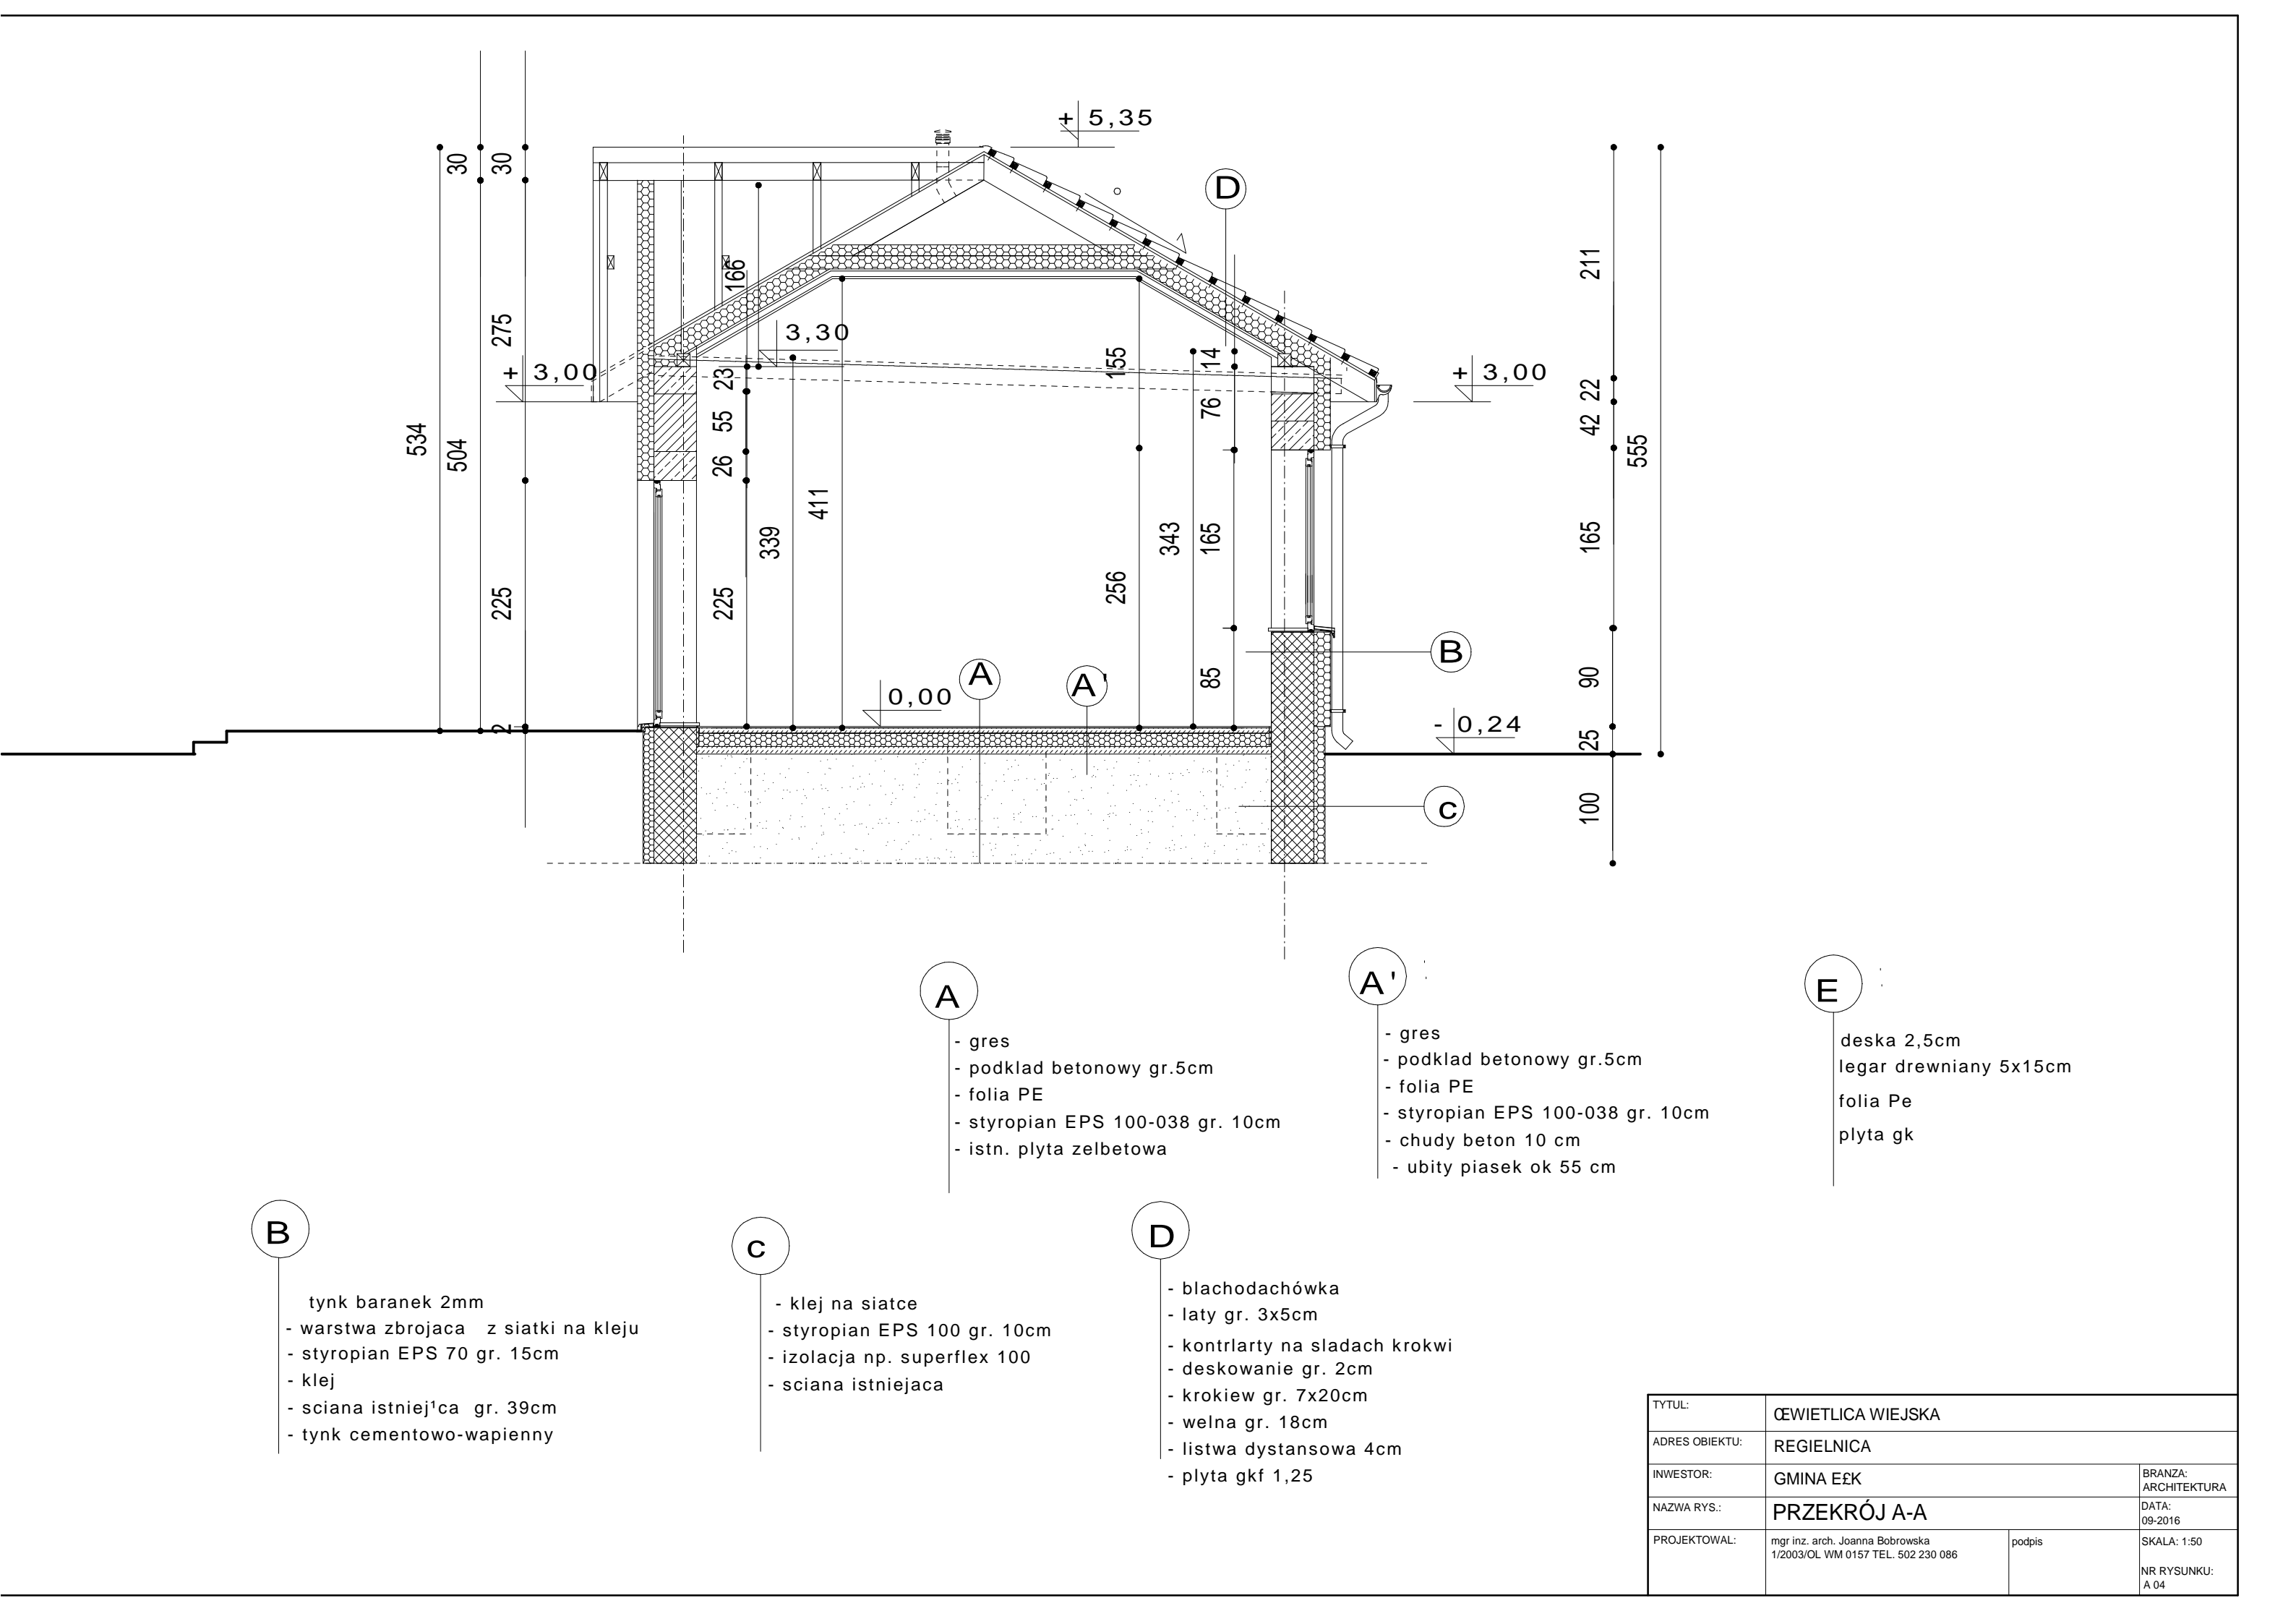 + 5,35
30
30
D
211
166
275
3,30
155
14
+ 3,00
23
+ 3,00
22
76
55
42
534
504
26
555
411
339
343
165
165
225
225
256
B
A
A'
85
90
0,00
- 0,24
2
25
c
100
A
- gres
- podklad betonowy gr.5cm
- folia PE
- styropian EPS 100-038 gr. 10cm
- istn. plyta zelbetowa
A'
- gres
- podklad betonowy gr.5cm
- folia PE
- styropian EPS 100-038 gr. 10cm
- chudy beton 10 cm
- ubity piasek ok 55 cm
E
deska 2,5cm
legar drewniany 5x15cm
folia Pe
plyta gk
B
tynk baranek 2mm
- warstwa zbrojaca z siatki na kleju
- styropian EPS 70 gr. 15cm
- klej
- sciana istniej¹ca gr. 39cm
- tynk cementowo-wapienny
c
- klej na siatce
- styropian EPS 100 gr. 10cm
- izolacja np. superflex 100
- sciana istniejaca
D
- blachodachówka
- laty gr. 3x5cm
- kontrlarty na sladach krokwi
- deskowanie gr. 2cm
- krokiew gr. 7x20cm
- welna gr. 18cm
- listwa dystansowa 4cm
- plyta gkf 1,25
TYTUL:
ŒWIETLICA WIEJSKA
ADRES OBIEKTU:
REGIELNICA
INWESTOR:
GMINA E£K
BRANZA:
ARCHITEKTURA
NAZWA RYS.:
PRZEKRÓJ A-A
DATA:
09-2016
PROJEKTOWAL:
mgr inz. arch. Joanna Bobrowska
1/2003/OL WM 0157 TEL. 502 230 086
podpis
SKALA: 1:50
NR RYSUNKU:
A 04